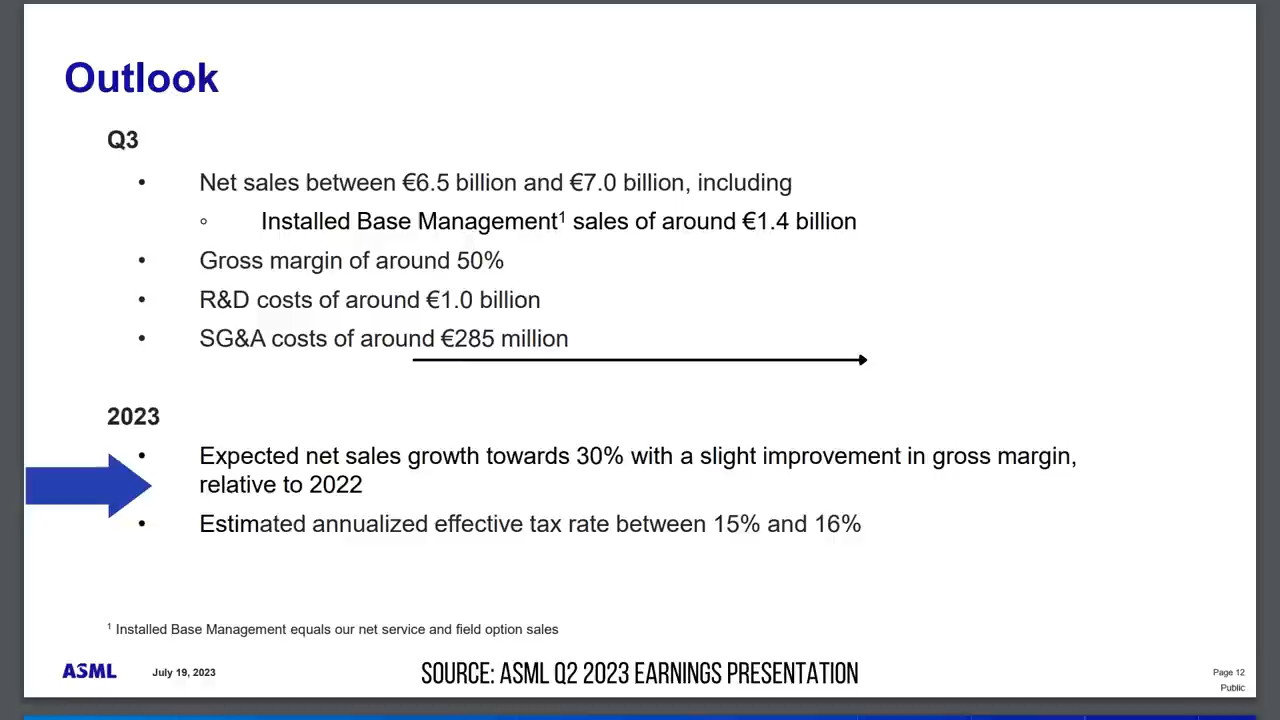 Outlook
Q3
• Net sales between €6.5 billion and €7.0 billion, including
◦ Installed Base Management¹ sales of around €1.4 billion
• Gross margin of around 50%
• R&D costs of around €1.0 billion
• SG&A costs of around €285 million
2023
• Expected net sales growth towards 30% with a slight improvement in gross margin,
relative to 2022
• Estimated annualized effective tax rate between 15% and 16%
¹ Installed Base Management equals our net service and field option sales
ASML
July 19, 2023
SOURCE: ASML Q2 2023 EARNINGS PRESENTATION
Page 12
Public